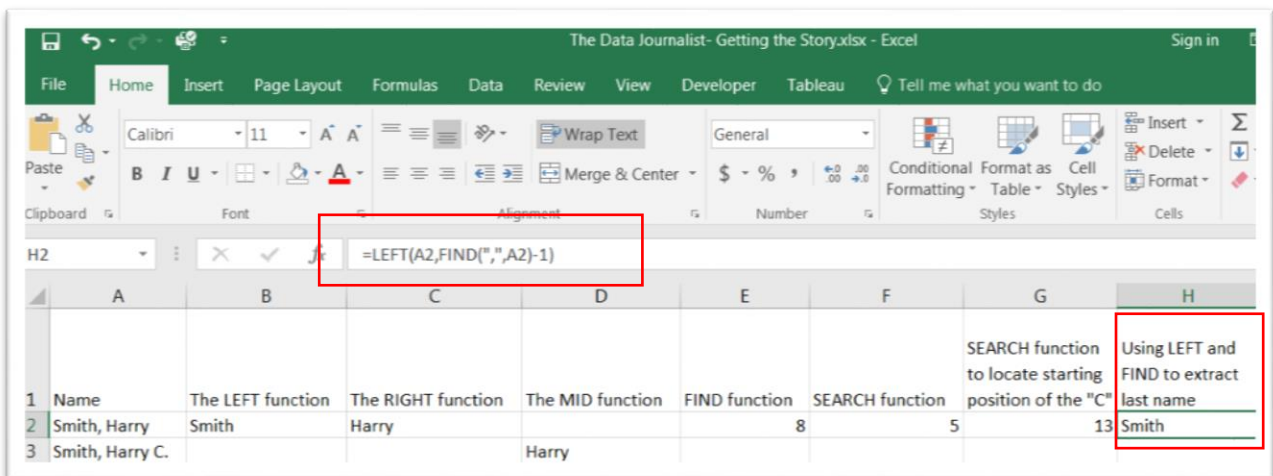 The Data Journalist- Getting the Story.xlsx - Excel Sign in
File Home Insert Page Layout Formulas Data Review View Developer Tableau Tell me what you want to do
Calibri 11 A A Wrap Text General Insert Σ
Paste B I U A Merge & Center $ % , .00 Conditional Format as Cell Delete
Formatting Table Styles Format
Clipboard Font Alignment Number Styles Cells
H2 fx =LEFT(A2,FIND(",",A2)-1)
A B C D E F G H
SEARCH function Using LEFT and
to locate starting FIND to extract
1 Name The LEFT function The RIGHT function The MID function FIND function SEARCH function position of the "C" last name
2 Smith, Harry Smith Harry 8 5 13 Smith
3 Smith, Harry C. Harry